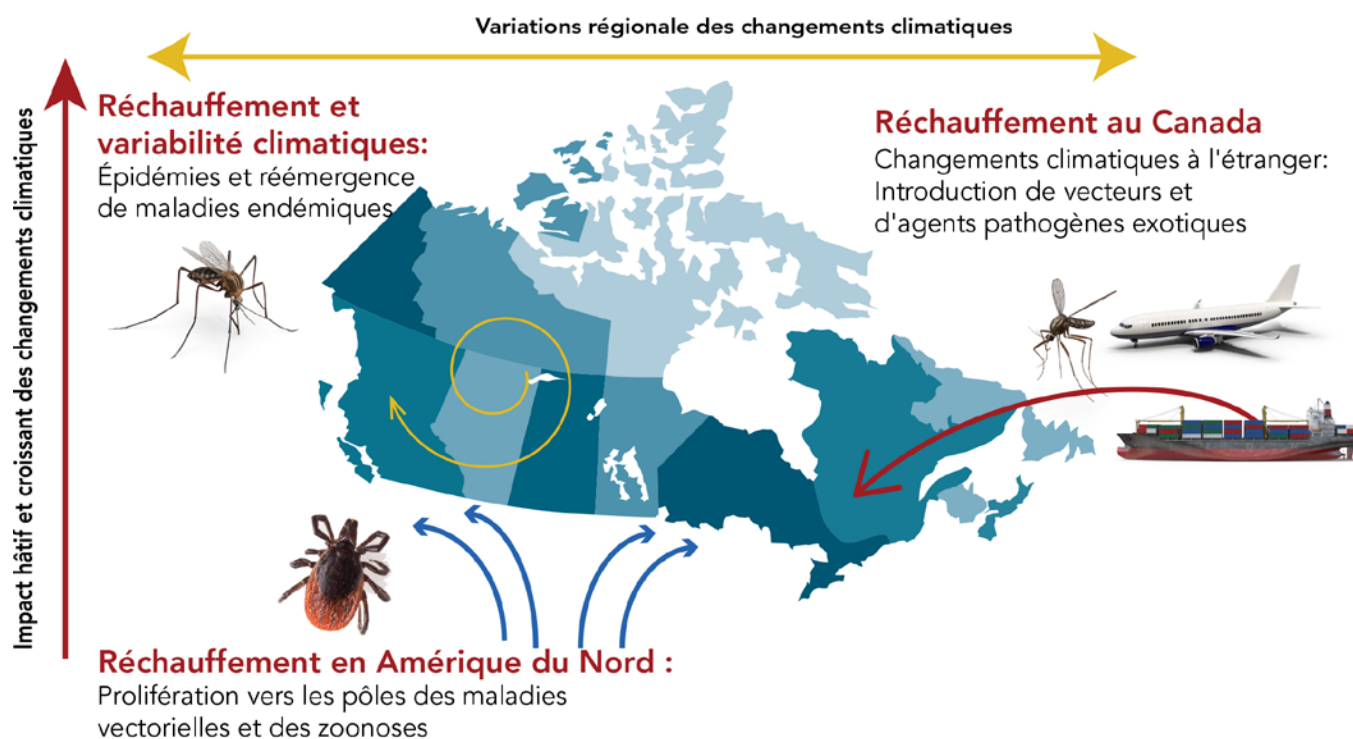 Variations régionale des changements climatiques
Impact hâtif et croissant des changements climatiques
Réchauffement et
variabilité climatiques:
Épidémies et réémergence
de maladies endémiques
Réchauffement au Canada
Changements climatiques à l'étranger:
Introduction de vecteurs et
d'agents pathogènes exotiques
Réchauffement en Amérique du Nord :
Prolifération vers les pôles des maladies
vectorielles et des zoonoses